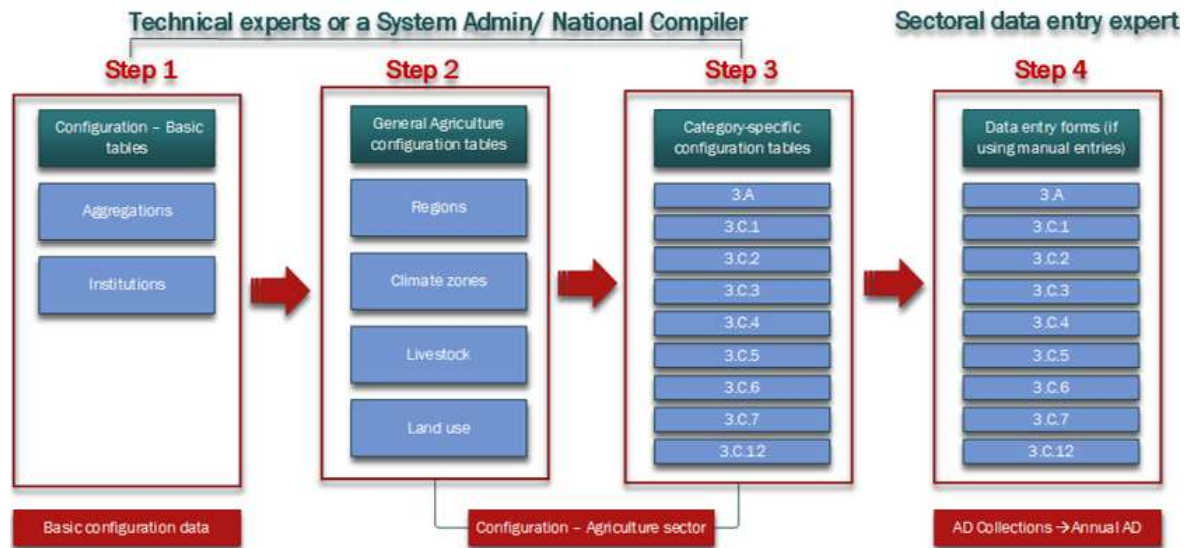 Technical experts or a System Admin/ National Compiler
Sectoral data entry expert
Step 1
Step 2
Step 3
Step 4
Configuration – Basic
tables
Aggregations
Institutions
General Agriculture
configuration tables
Regions
Climate zones
Livestock
Land use
Category-specific
configuration tables
3.A
3.C.1
3.C.2
3.C.3
3.C.4
3.C.5
3.C.6
3.C.7
3.C.12
Data entry forms (if
using manual entries)
3.A
3.C.1
3.C.2
3.C.3
3.C.4
3.C.5
3.C.6
3.C.7
3.C.12
Basic configuration data
Configuration – Agriculture sector
AD Collections →Annual AD